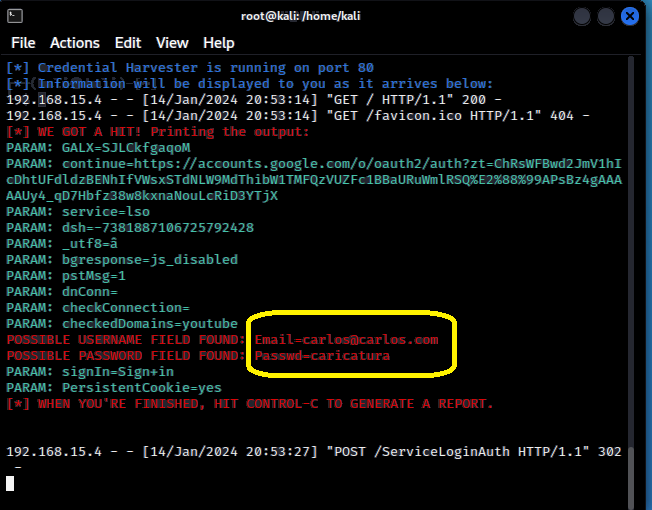 root@kali: /home/kali
File Actions Edit View Help
[*] Credential Harvester is running on port 80
[*] Information will be displayed to you as it arrives below:
192.168.15.4 - - [14/Jan/2024 20:53:14] "GET / HTTP/1.1" 200 -
192.168.15.4 - - [14/Jan/2024 20:53:14] "GET /favicon.ico HTTP/1.1" 404 -
[*] WE GOT A HIT! Printing the output:
PARAM: GALX=SJLCkfgaqoM
PARAM: continue=https://accounts.google.com/o/oauth2/auth?zt=ChRsWFBwd2JmV1hI
cDhtUFdldzBENhIfVWsxSTdNLW9MdThibW1TMFQzVUZFc1BBaURuWmlRSQ%E2%88%99APsBz4gAAA
AAUy4_qD7Hbfz38w8kxnaNouLcRiD3YTjX
PARAM: service=lso
PARAM: dsh=-7381887106725792428
PARAM: _utf8=â
PARAM: bgresponse=js_disabled
PARAM: pstMsg=1
PARAM: dnConn=
PARAM: checkConnection=
PARAM: checkedDomains=youtube
POSSIBLE USERNAME FIELD FOUND: Email=carlos@carlos.com
POSSIBLE PASSWORD FIELD FOUND: Passwd=caricatura
PARAM: signIn=Sign+in
PARAM: PersistentCookie=yes
[*] WHEN YOU'RE FINISHED, HIT CONTROL-C TO GENERATE A REPORT.
192.168.15.4 - - [14/Jan/2024 20:53:27] "POST /ServiceLoginAuth HTTP/1.1" 302
-